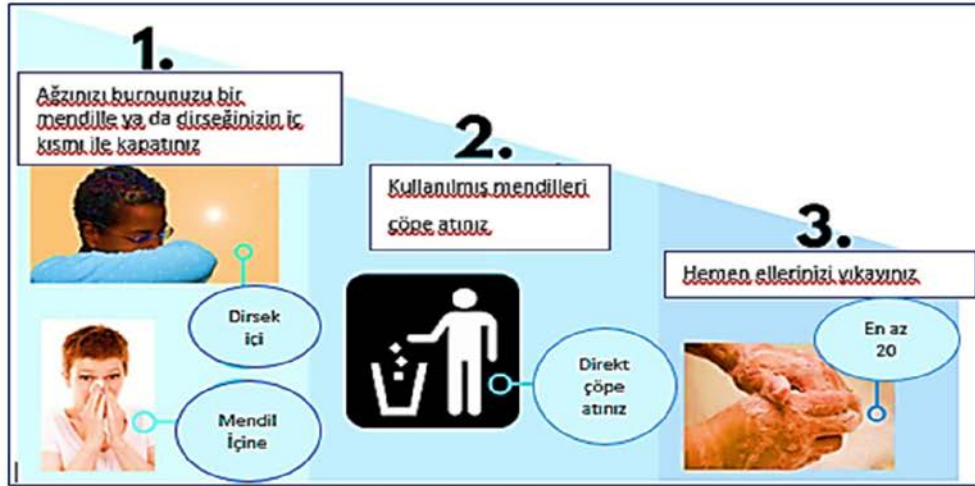 1.
Ağzınızı burnunuzu bir
mendille ya da dirseğinizin iç
kısmı ile kapatınız
Dirsek
içi
Mendil
İçine
2.
Kullanılmış mendilleri
çöpe atınız
Direkt
çöpe
atınız
3.
Hemen ellerinizi yıkayınız
En az
20